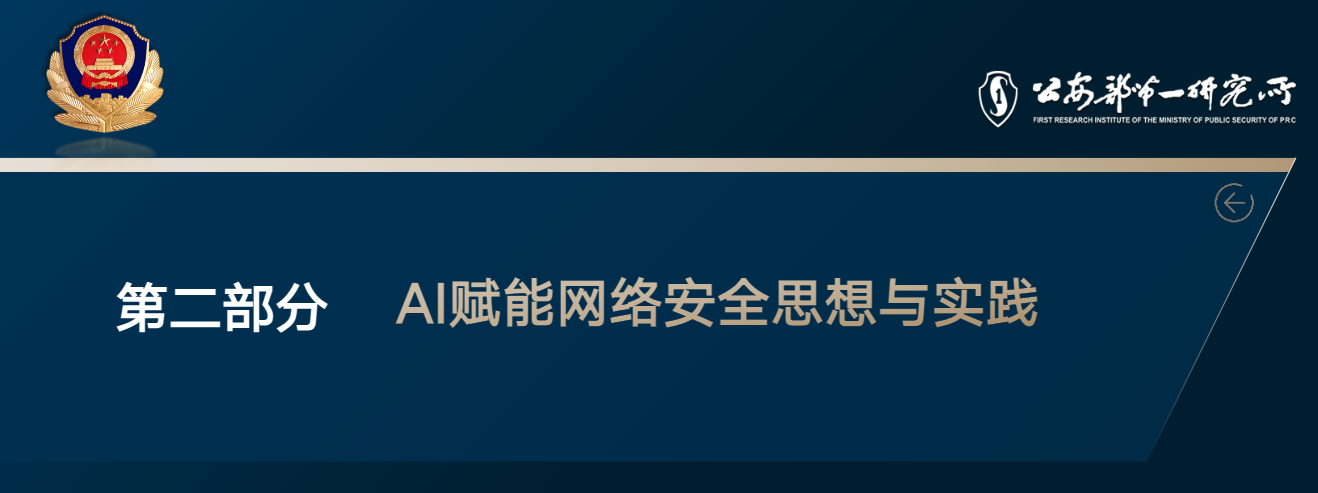 公安部第一研究所
FIRST RESEARCH INSTITUTE OF THE MINISTRY OF PUBLIC SECURITY OF PRC
第二部分 AI赋能网络安全思想与实践